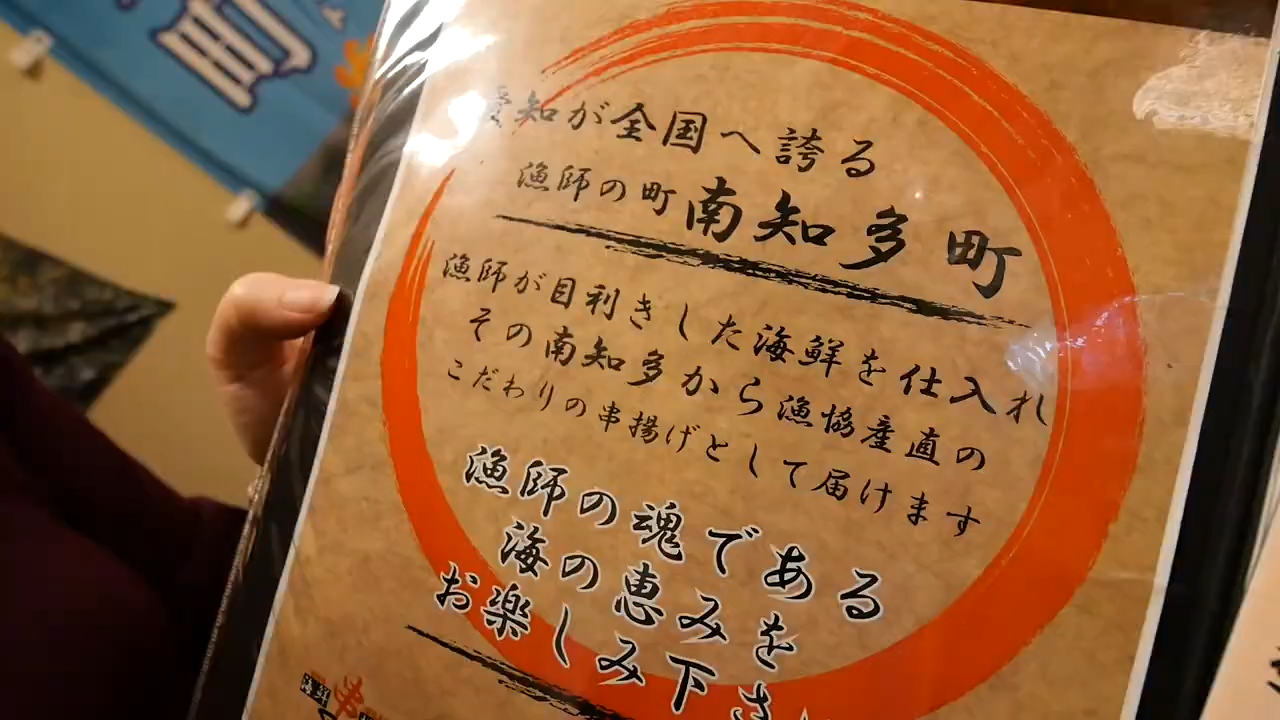 町
愛知が全国へ誇る
漁師の町南知多町
漁師が目利きした海鮮を仕入れ
その南知多から漁協産直の
こだわりの串揚げとして届けます
漁師の魂である
海の恵みを
お楽しみ下さ